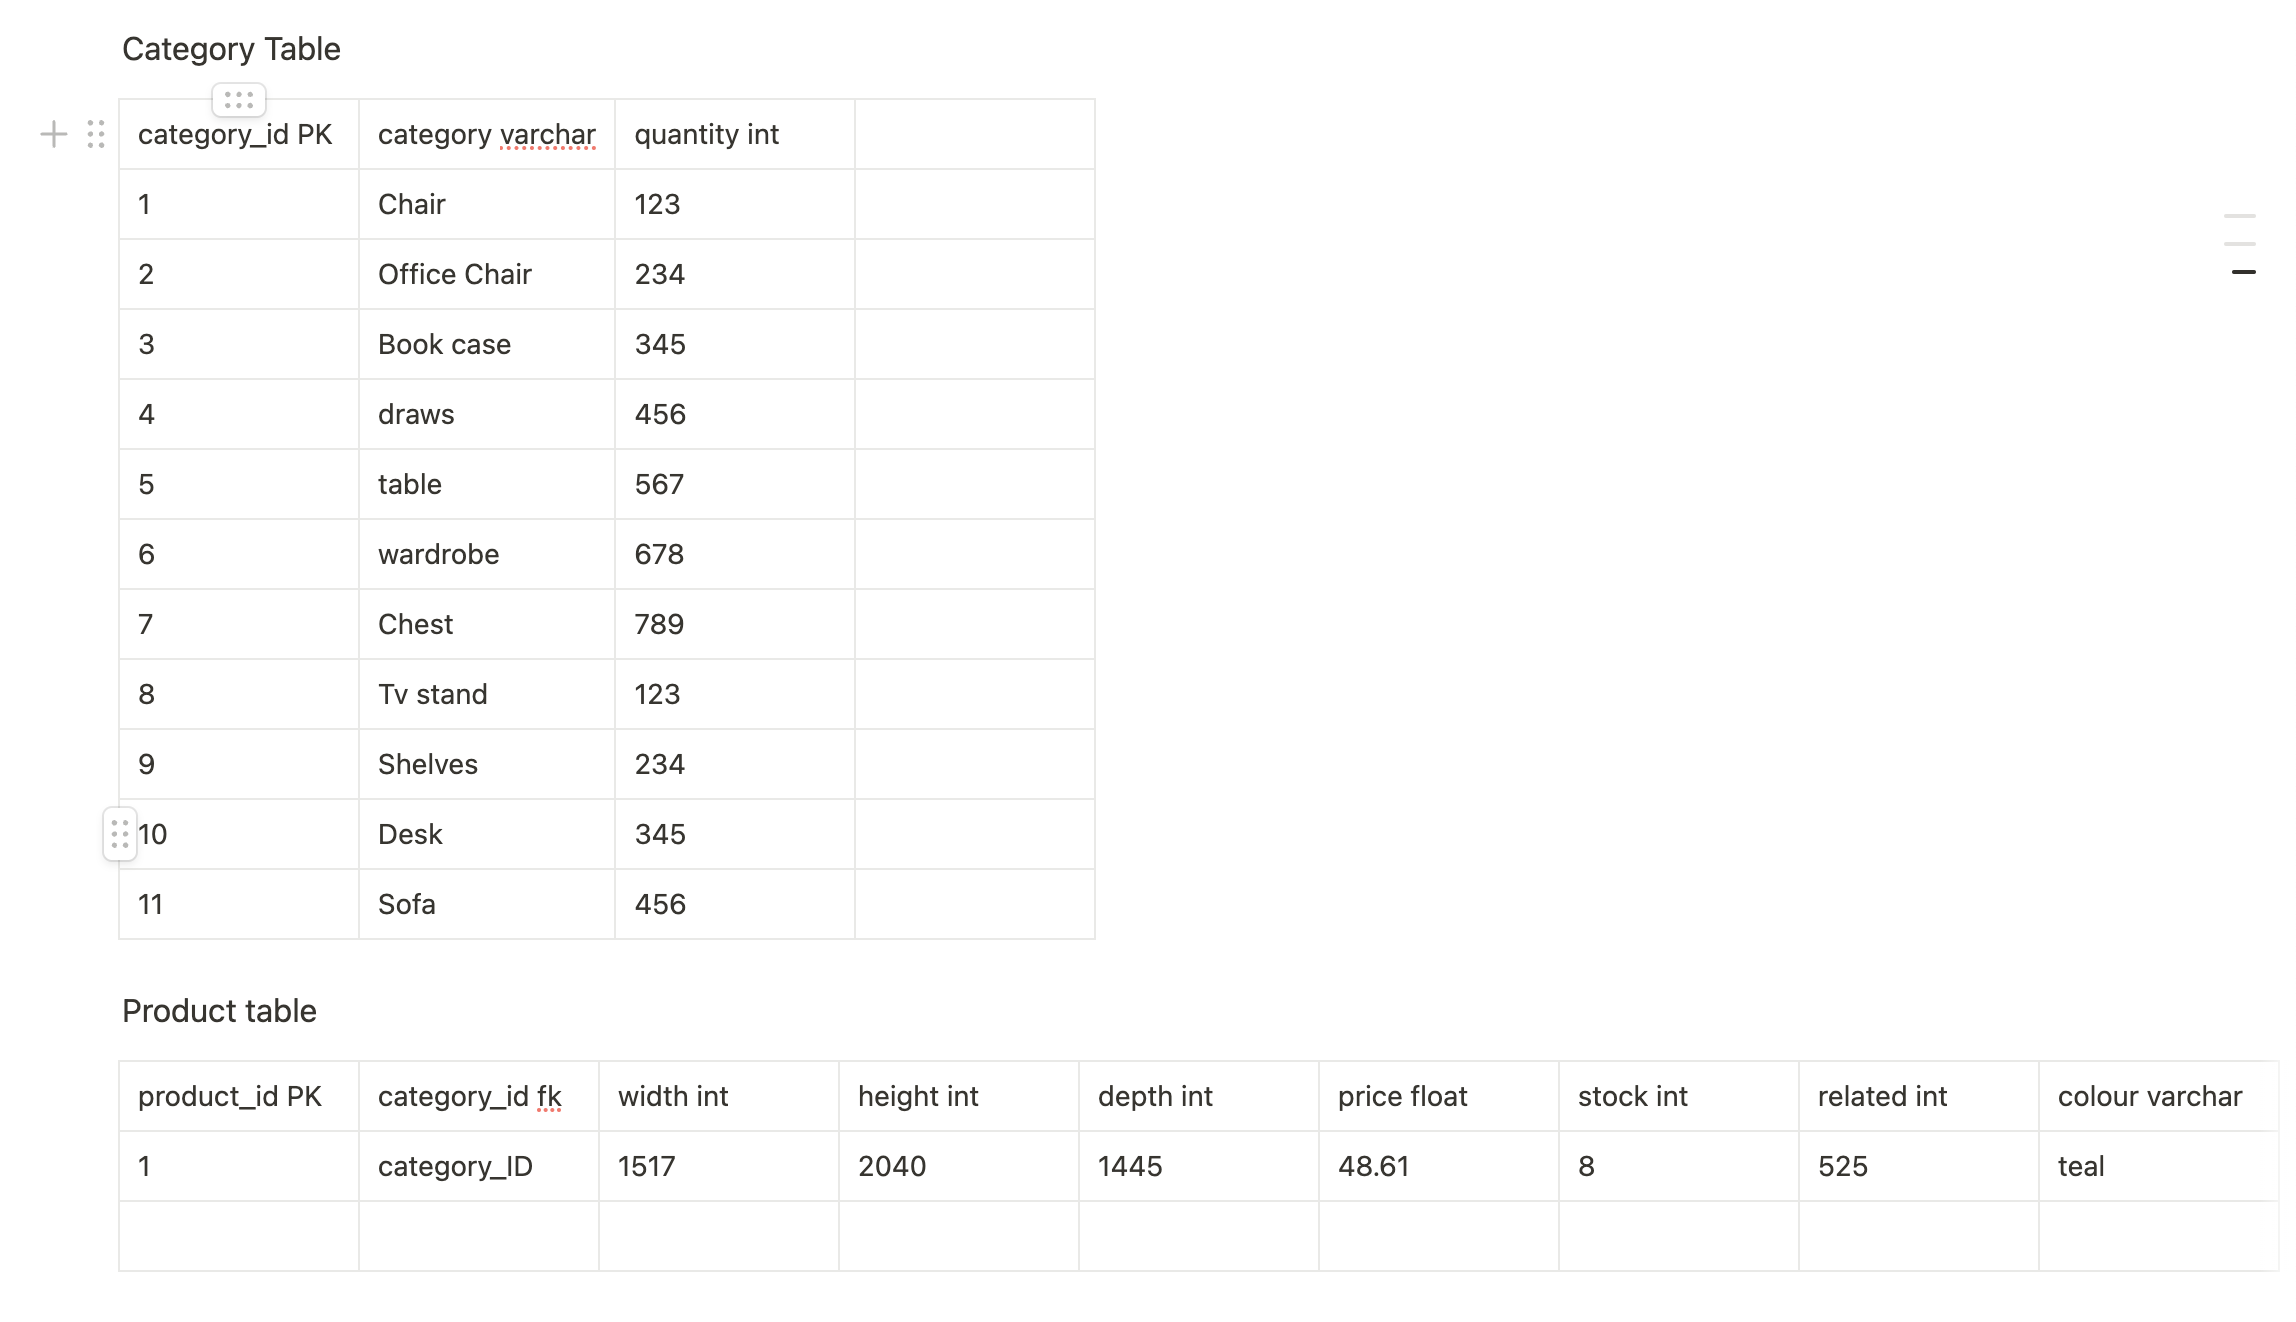 Category Table
category_id PK category varchar quantity int
1 Chair 123
2 Office Chair 234
3 Book case 345
4 draws 456
5 table 567
6 wardrobe 678
7 Chest 789
8 Tv stand 123
9 Shelves 234
10 Desk 345
11 Sofa 456
Product table
product_id PK category_id fk width int height int depth int price float stock int related int colour varchar
1 category_ID 1517 2040 1445 48.61 8 525 teal